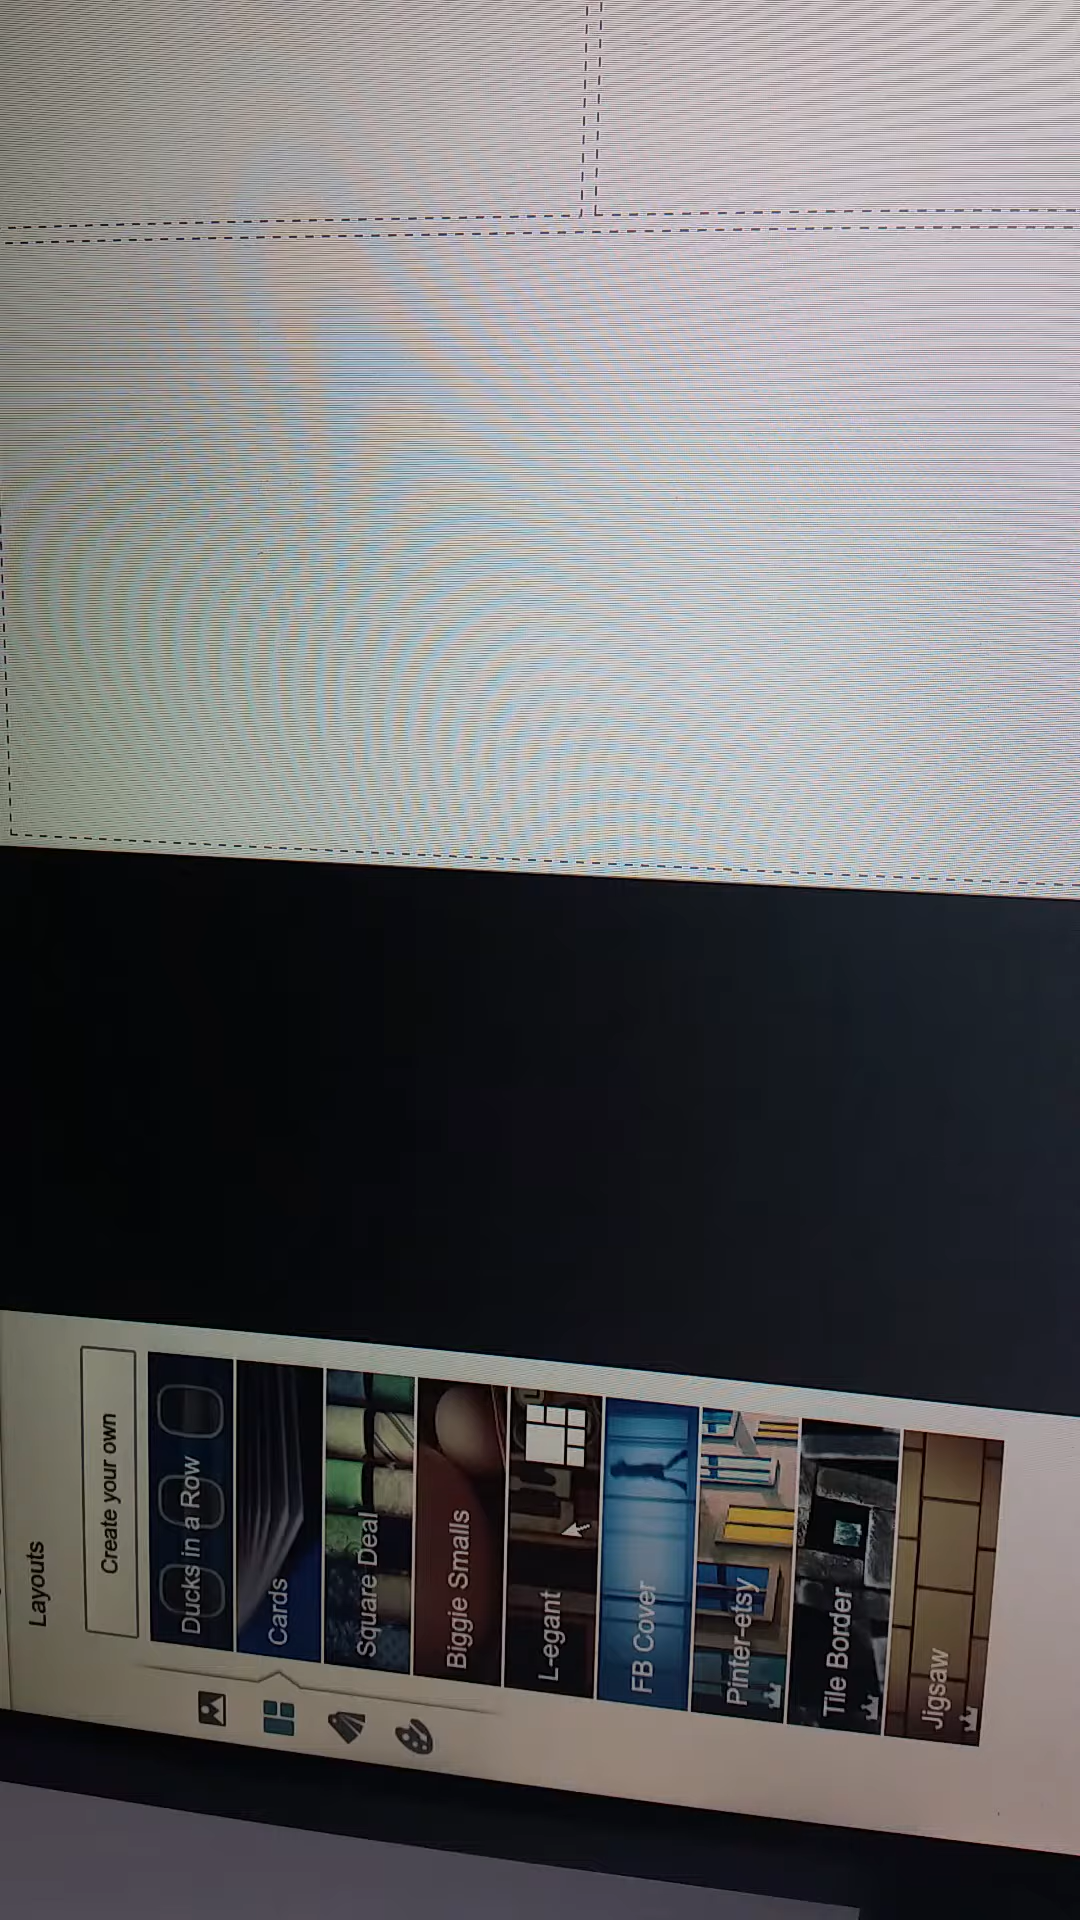 Layouts
Create your own
Ducks in a Row
Cards
Square Deal
Biggie Smalls
L-egant
FB Cover
Pinter-etsy
Tile Border
Jigsaw